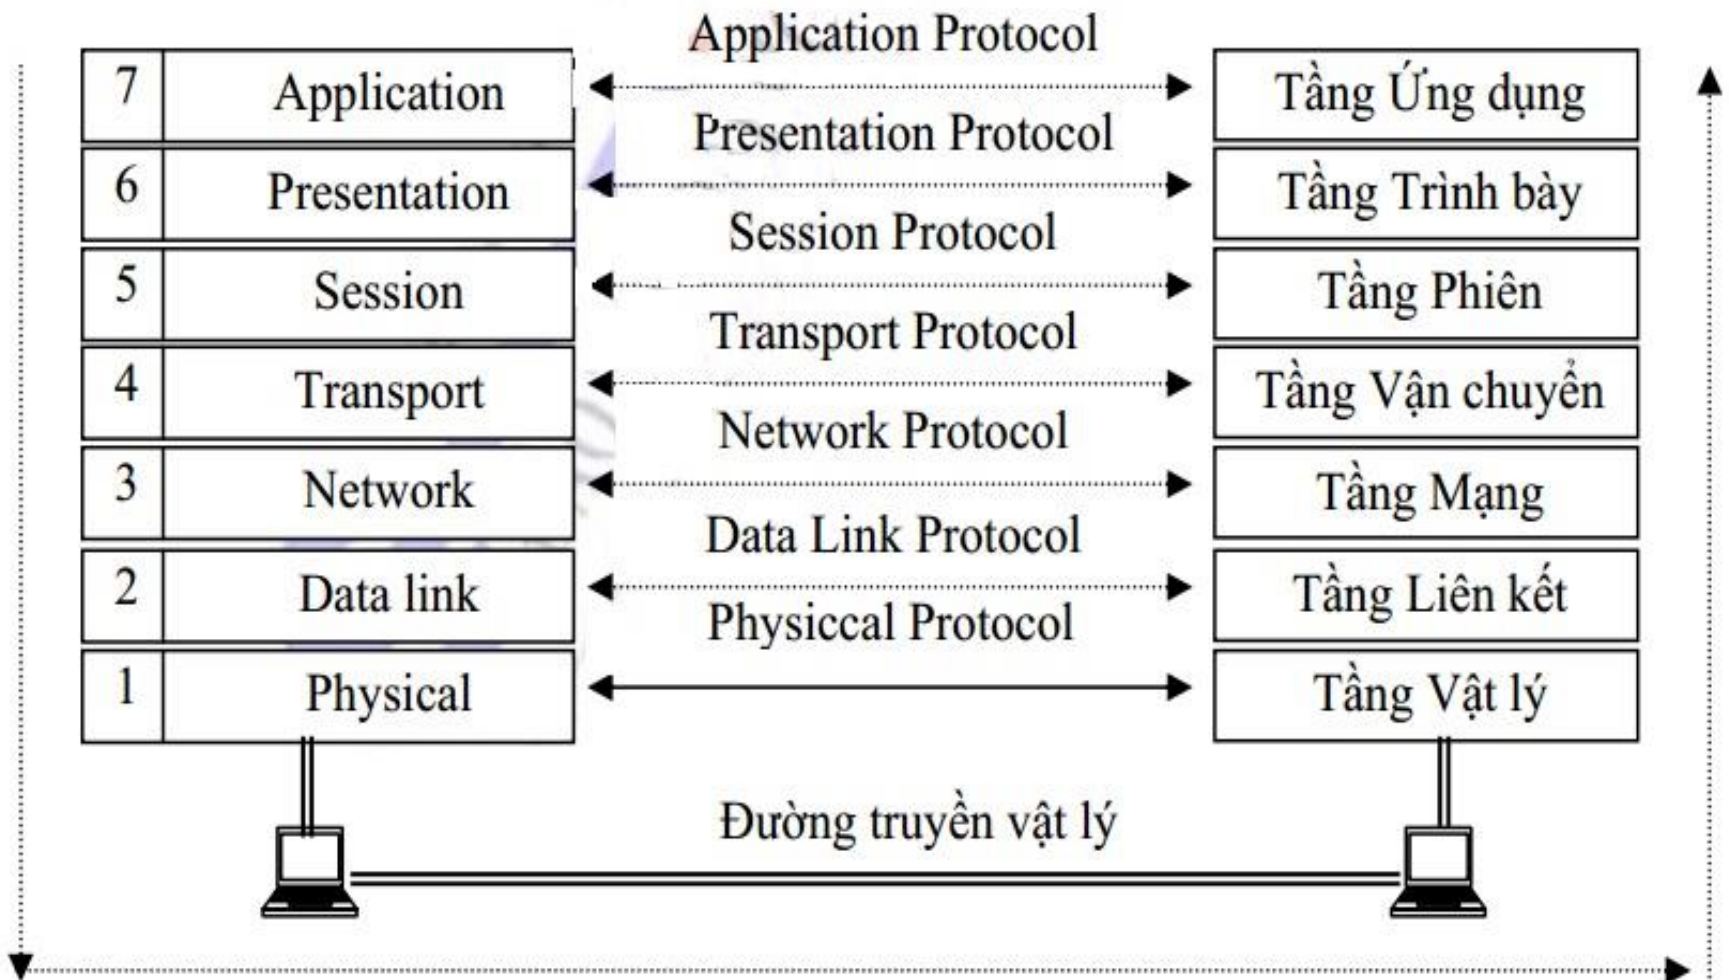 Application Protocol
7 Application Tầng Ứng dụng
Presentation Protocol
6 Presentation Tầng Trình bày
Session Protocol
5 Session Tầng Phiên
Transport Protocol
4 Transport Tầng Vận chuyển
Network Protocol
3 Network Tầng Mạng
Data Link Protocol
2 Data link Tầng Liên kết
Physiccal Protocol
1 Physical Tầng Vật lý
Đường truyền vật lý